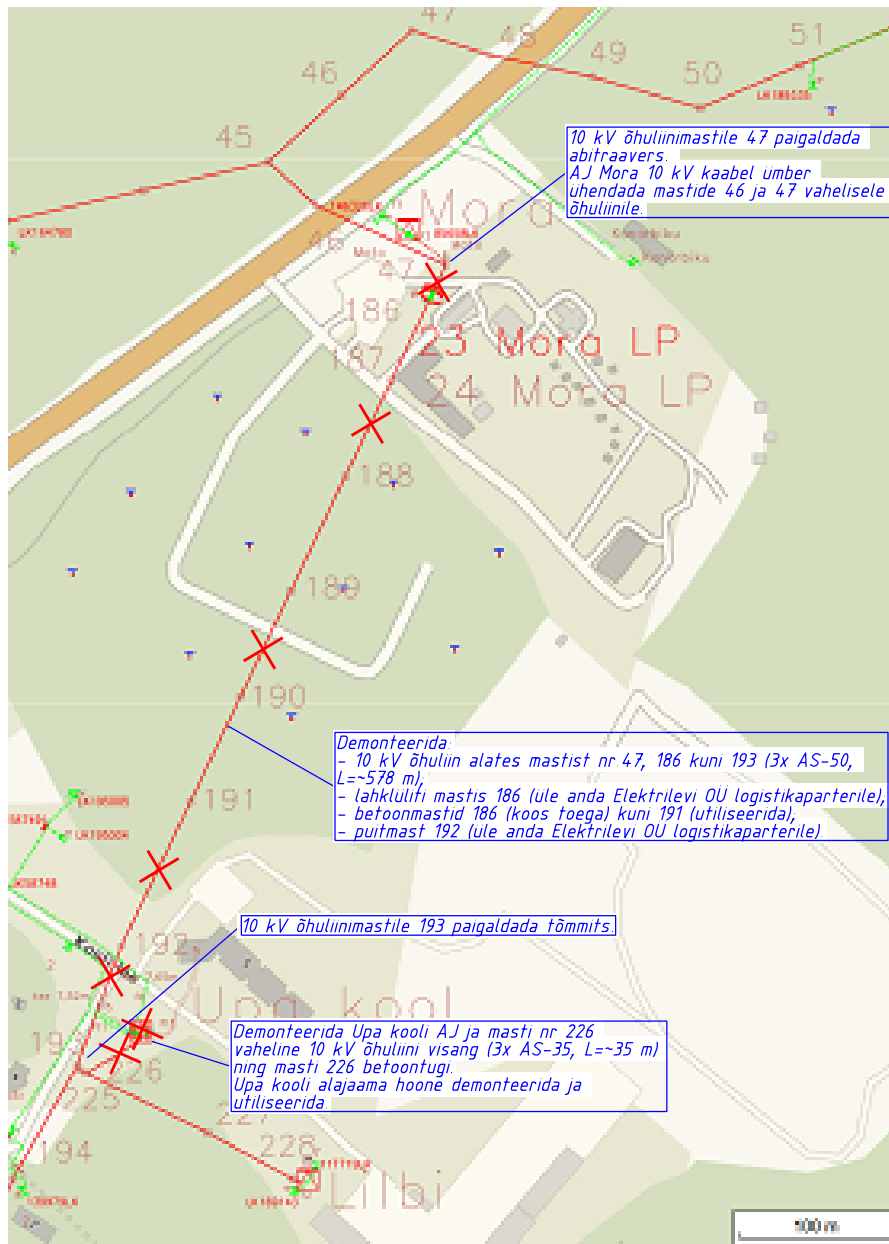 47
48
51
49
46
50
45
10 kV õhuliinimastile 47 paigaldada
abitraavers.
AJ Mora 10 kV kaabel ümber
ühendada mastide 46 ja 47 vahelisele
õhuliinile.
Mora
46
47
186
23 Mora LP
187
24 Mora LP
188
189
190
Demonteerida:
- 10 kV õhuliin alates mastist nr.47, 186 kuni 193 (3x AS-50,
L=~578 m);
- lahklüliti mastis 186 (üle anda Elektrilevi OÜ logistikaparterile);
- betoonmastid 186 (koos toega) kuni 191 (utiliseerida);
- puitmast 192 (üle anda Elektrilevi OÜ logistikaparterile).
191
10 kV õhuliinimastile 193 paigaldada tõmmits.
192
Upa kool
193
Demonteerida Upa kooli AJ ja masti nr 226
vaheline 10 kV õhuliini visang (3x AS-35, L=~35 m)
ning masti 226 betoontugi.
Upa kooli alajaama hoone demonteerida ja
utiliseerida.
226
225
227
194
228
Lilbi
100 m